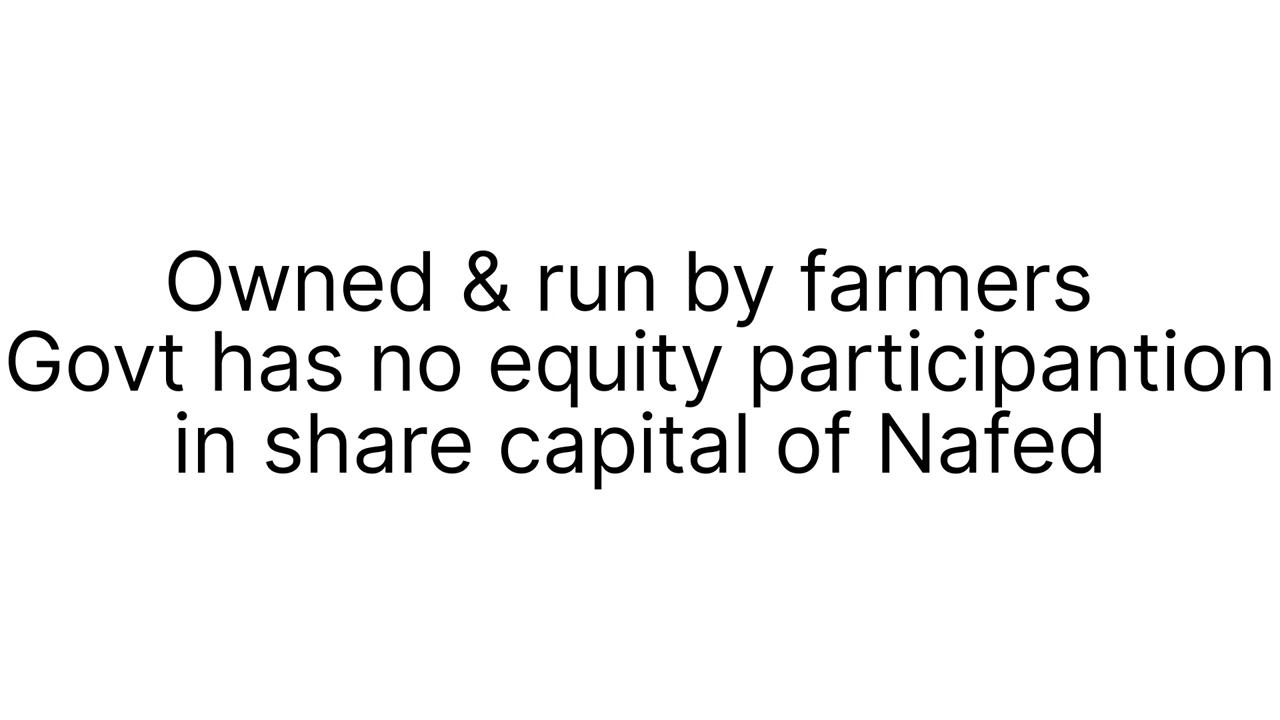 Owned & run by farmers
Govt has no equity participantion
in share capital of Nafed